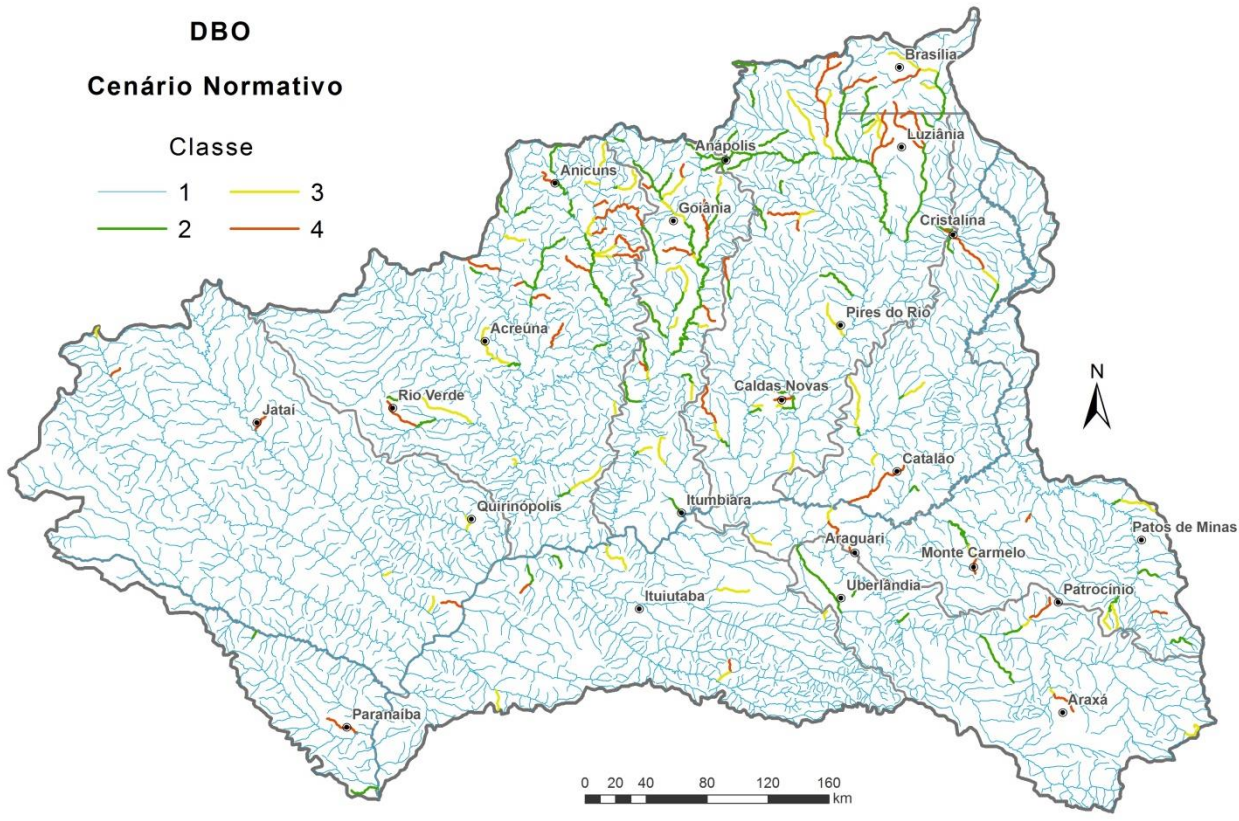 DBO
Cenário Normativo
Classe
1
3
2
4
Brasília
Luziânia
Anápolis
Anicuns
Goiânia
Cristalina
Pires do Rio
Acreúna
Caldas Novas
Rio Verde
Jataí
N
Catalão
Quirinópolis
Itumbiara
Patos de Minas
Araguari
Monte Carmelo
Uberlândia
Patrocínio
Ituiutaba
Araxá
Paranaíba
0 10 20 40 80 120 160
km